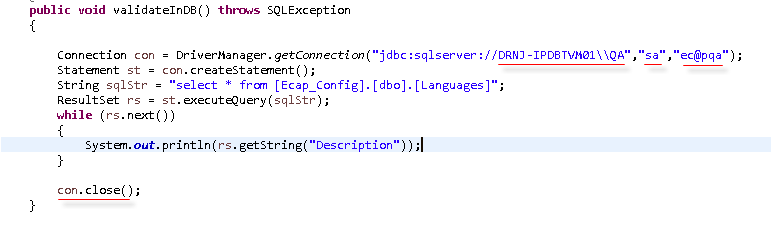 public void validateInDB() throws SQLException
{
Connection con = DriverManager.getConnection("jdbc:sqlserver://DRNJ-IPDBTVM01\\QA","sa","ec@pqa");
Statement st = con.createStatement();
String sqlStr = "select * from [Ecap_Config].[dbo].[Languages]";
ResultSet rs = st.executeQuery(sqlStr);
while (rs.next())
{
System.out.println(rs.getString("Description"));
}
con.close();
}